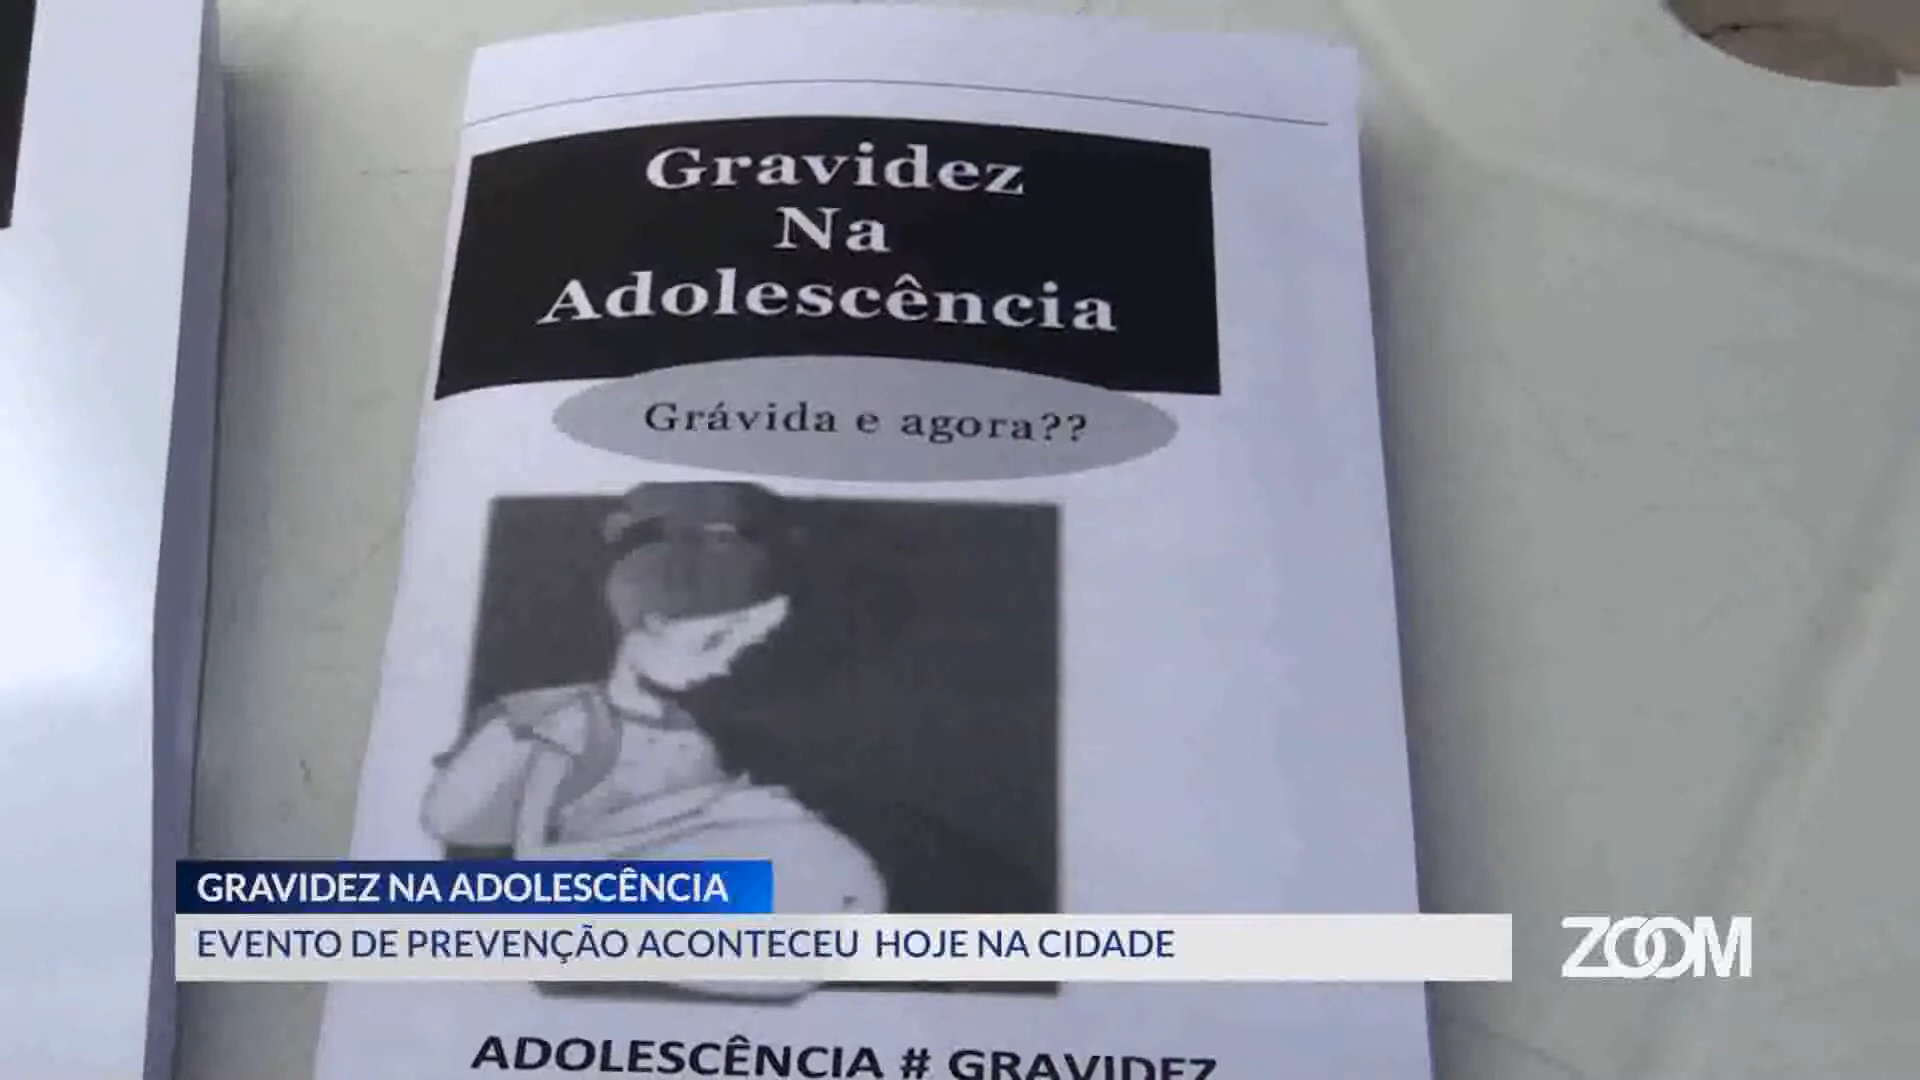 Gravidez
Na
Adolescência
Grávida e agora??
GRAVIDEZ NA ADOLESCÊNCIA
EVENTO DE PREVENÇÃO ACONTECEU HOJE NA CIDADE
ZOOM
ADOLESCÊNCIA # GRAVIDEZ